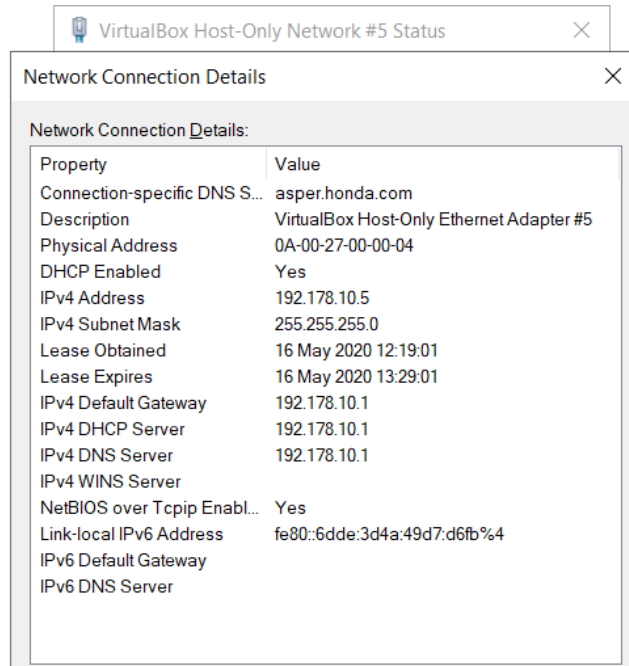 VirtualBox Host-Only Network #5 Status
Network Connection Details
Network Connection Details:
Property Value
Connection-specific DNS S... asper.honda.com
Description VirtualBox Host-Only Ethernet Adapter #5
Physical Address 0A-00-27-00-00-04
DHCP Enabled Yes
IPv4 Address 192.178.10.5
IPv4 Subnet Mask 255.255.255.0
Lease Obtained 16 May 2020 12:19:01
Lease Expires 16 May 2020 13:29:01
IPv4 Default Gateway 192.178.10.1
IPv4 DHCP Server 192.178.10.1
IPv4 DNS Server 192.178.10.1
IPv4 WINS Server
NetBIOS over Tcpip Enabl... Yes
Link-local IPv6 Address fe80::6dde:3d4a:49d7:d6fb%4
IPv6 Default Gateway
IPv6 DNS Server